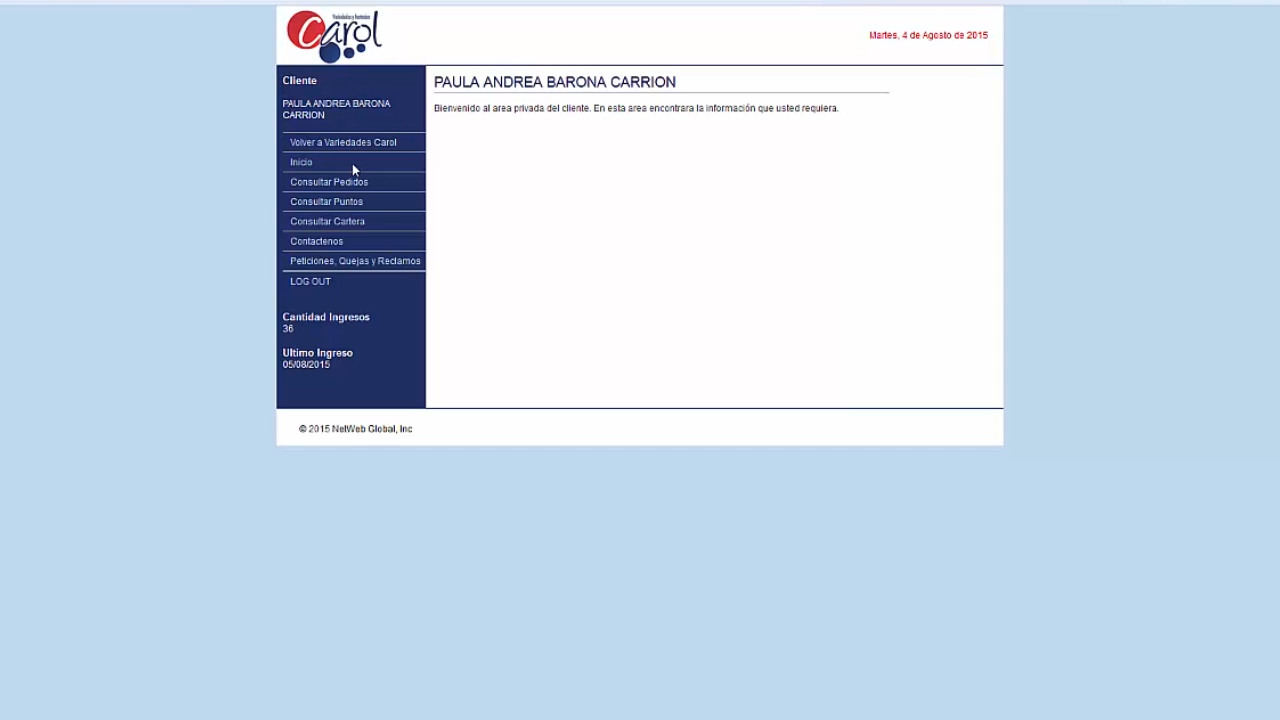 Carol
Martes, 4 de Agosto de 2015
Cliente
PAULA ANDREA BARONA
CARRION
Volver a Variedades Carol
Inicio
Consultar Pedidos
Consultar Puntos
Consultar Cartera
Contactenos
Peticiones, Quejas y Reclamos
LOG OUT
Cantidad Ingresos
36
Ultimo Ingreso
05/08/2015
PAULA ANDREA BARONA CARRION
Bienvenido al area privada del cliente. En esta area encontrara la información que usted requiera.
© 2015 NetWeb Global, Inc